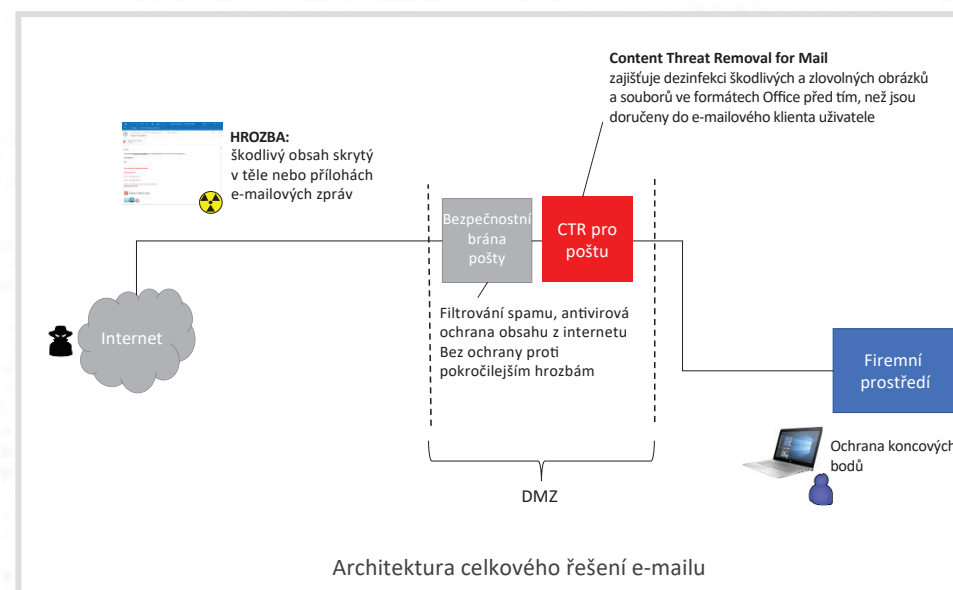 Content Threat Removal for Mail
zajišťuje dezinfekci škodlivých a zlovolných obrázků
a souborů ve formátech Office před tím, než jsou
doručeny do e-mailového klienta uživatele
HROZBA:
škodlivý obsah skrytý
v těle nebo přílohách
e-mailových zpráv
Bezpečnostní
brána
pošty
CTR pro
poštu
Internet
Filtrování spamu, antivirová
ochrana obsahu z internetu
Bez ochrany proti
pokročilejším hrozbám
Firemní
prostředí
Ochrana koncových
bodů
DMZ
Architektura celkového řešení e-mailu